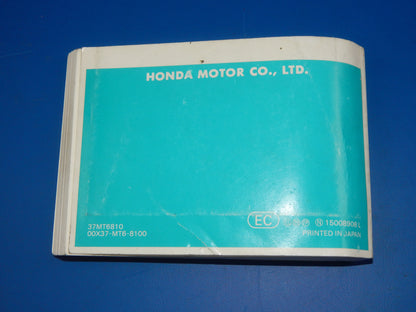 HONDA MOTOR CO., LTD.
37MT6810
00X37-MT6-8100
EC
PRINTED IN JAPAN